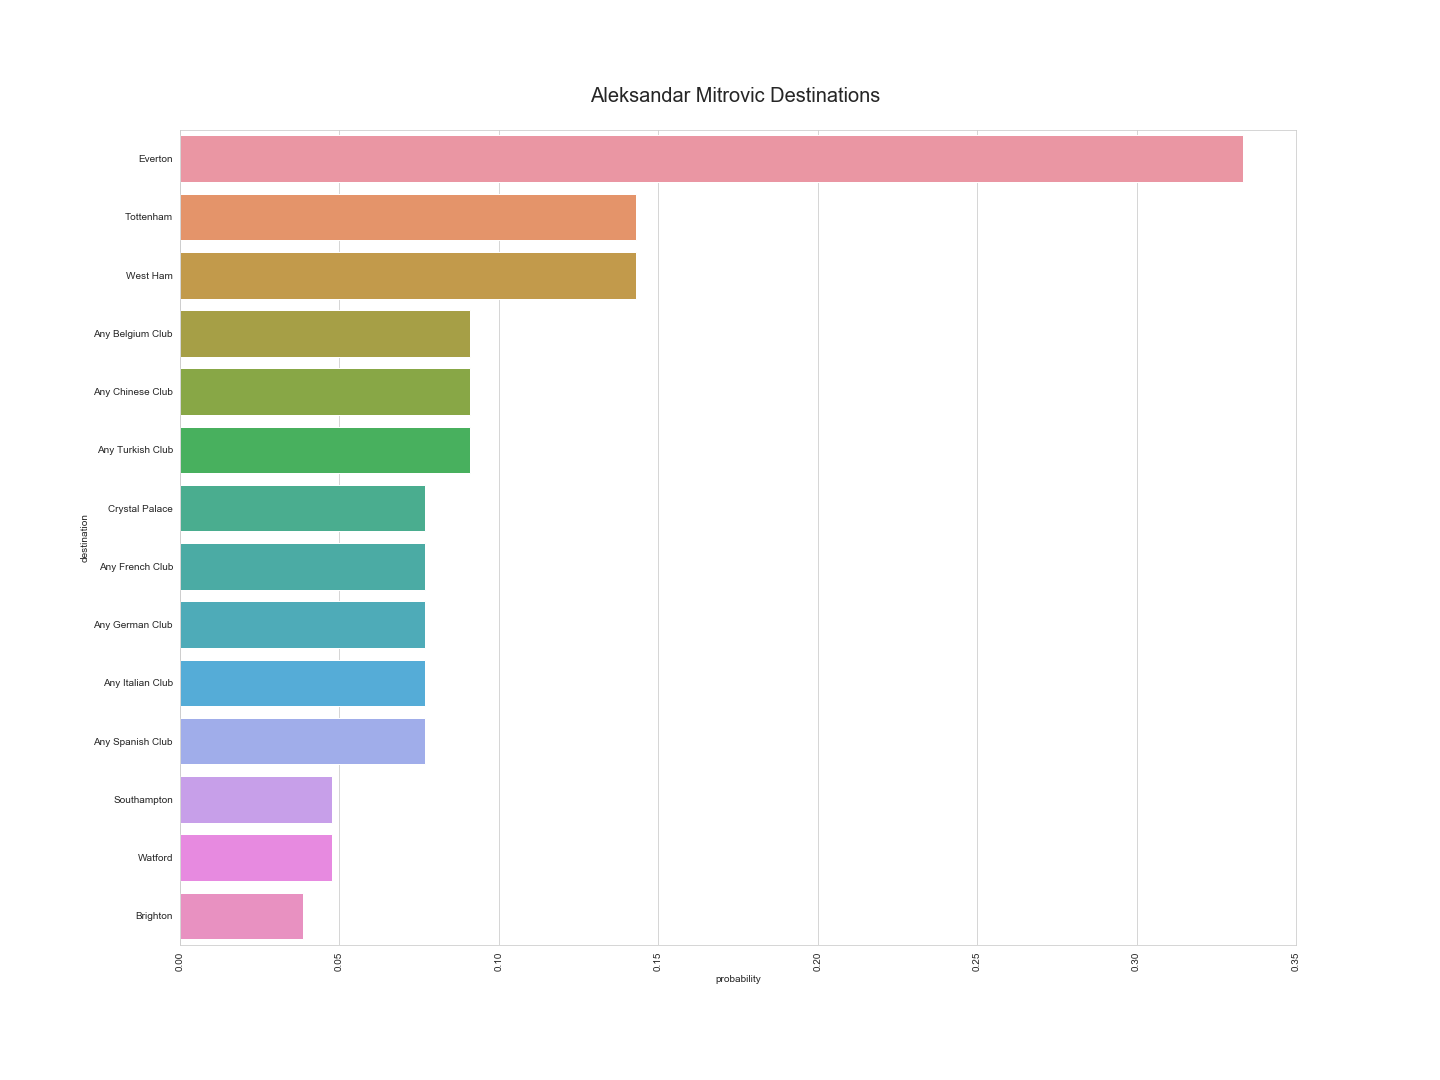 Aleksandar Mitrovic Destinations
Everton
Tottenham
West Ham
Any Belgium Club
Any Chinese Club
Any Turkish Club
Crystal Palace
Any French Club
Any German Club
Any Italian Club
Any Spanish Club
Southampton
Watford
Brighton
destination
0.00
0.05
0.10
0.15
0.20
0.25
0.30
0.35
probability